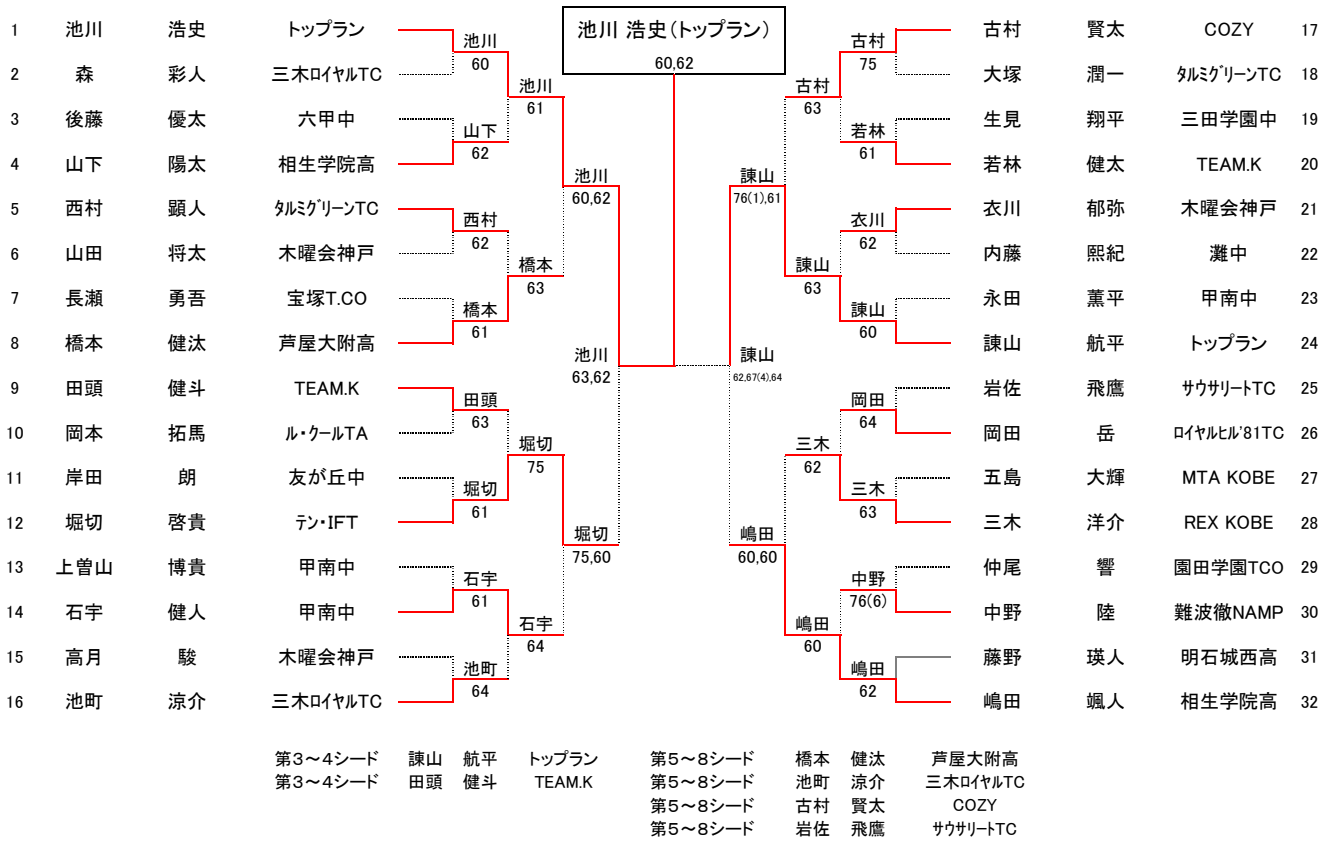 池川 浩史(トップラン)
60,62
1 池川 浩史 トップラン
池川
60
2 森 彩人 三木ロイヤルTC
池川
61
3 後藤 優太 六甲中
山下
62
4 山下 陽太 相生学院高
池川
60,62
5 西村 顕人 タルミグリーンTC
西村
62
6 山田 将太 木曜会神戸
橋本
63
7 長瀬 勇吾 宝塚T.CO
橋本
61
8 橋本 健汰 芦屋大附高
池川
63,62
9 田頭 健斗 TEAM.K
田頭
63
10 岡本 拓馬 ル・クールTA
堀切
75
11 岸田 朗 友が丘中
堀切
61
12 堀切 啓貴 テン・IFT
堀切
75,60
13 上曽山 博貴 甲南中
石宇
61
14 石宇 健人 甲南中
石宇
64
15 高月 駿 木曜会神戸
池町
64
16 池町 涼介 三木ロイヤルTC
古村 賢太 COZY 17
古村
75
大塚 潤一 タルミグリーンTC 18
古村
63
生見 翔平 三田学園中 19
若林
61
若林 健太 TEAM.K 20
諌山
76(1),61
衣川 郁弥 木曜会神戸 21
衣川
62
内藤 熙紀 灘中 22
諌山
63
永田 薫平 甲南中 23
諌山
60
諌山 航平 トップラン 24
諌山
62,67(4),64
岩佐 飛鷹 サウサリートTC 25
岡田
64
岡田 岳 ロイヤルヒル'81TC 26
三木
62
五島 大輝 MTA KOBE 27
三木
63
三木 洋介 REX KOBE 28
嶋田
60,60
仲尾 響 園田学園TCO 29
中野
76(6)
中野 陸 難波徹NAMP 30
嶋田
60
藤野 瑛人 明石城西高 31
嶋田
62
嶋田 颯人 相生学院高 32
第3～4シード 諌山 航平 トップラン
第3～4シード 田頭 健斗 TEAM.K
第5～8シード 橋本 健汰 芦屋大附高
第5～8シード 池町 涼介 三木ロイヤルTC
第5～8シード 古村 賢太 COZY
第5～8シード 岩佐 飛鷹 サウサリートTC